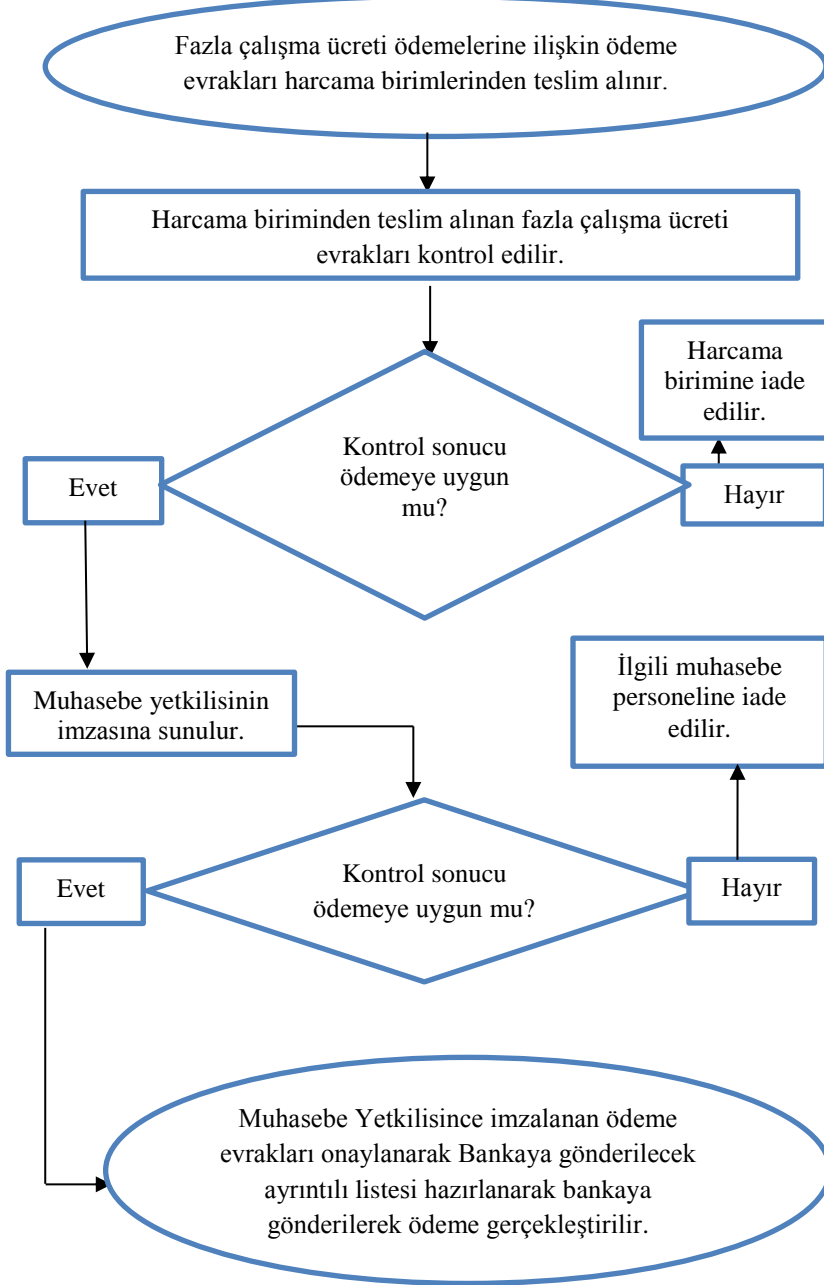 Fazla çalışma ücreti ödemelerine ilişkin ödeme
evrakları harcama birimlerinden teslim alınır.
Harcama biriminden teslim alınan fazla çalışma ücreti
evrakları kontrol edilir.
Harcama
birimine iade
edilir.
Kontrol sonucu
ödemeye uygun
mu?
Evet
Hayır
Muhasebe yetkilisinin
imzasına sunulur.
İlgili muhasebe
personeline iade
edilir.
Kontrol sonucu
ödemeye uygun mu?
Evet
Hayır
Muhasebe Yetkilisince imzalanan ödeme
evrakları onaylanarak Bankaya gönderilecek
ayrıntılı listesi hazırlanarak bankaya
gönderilerek ödeme gerçekleştirilir.